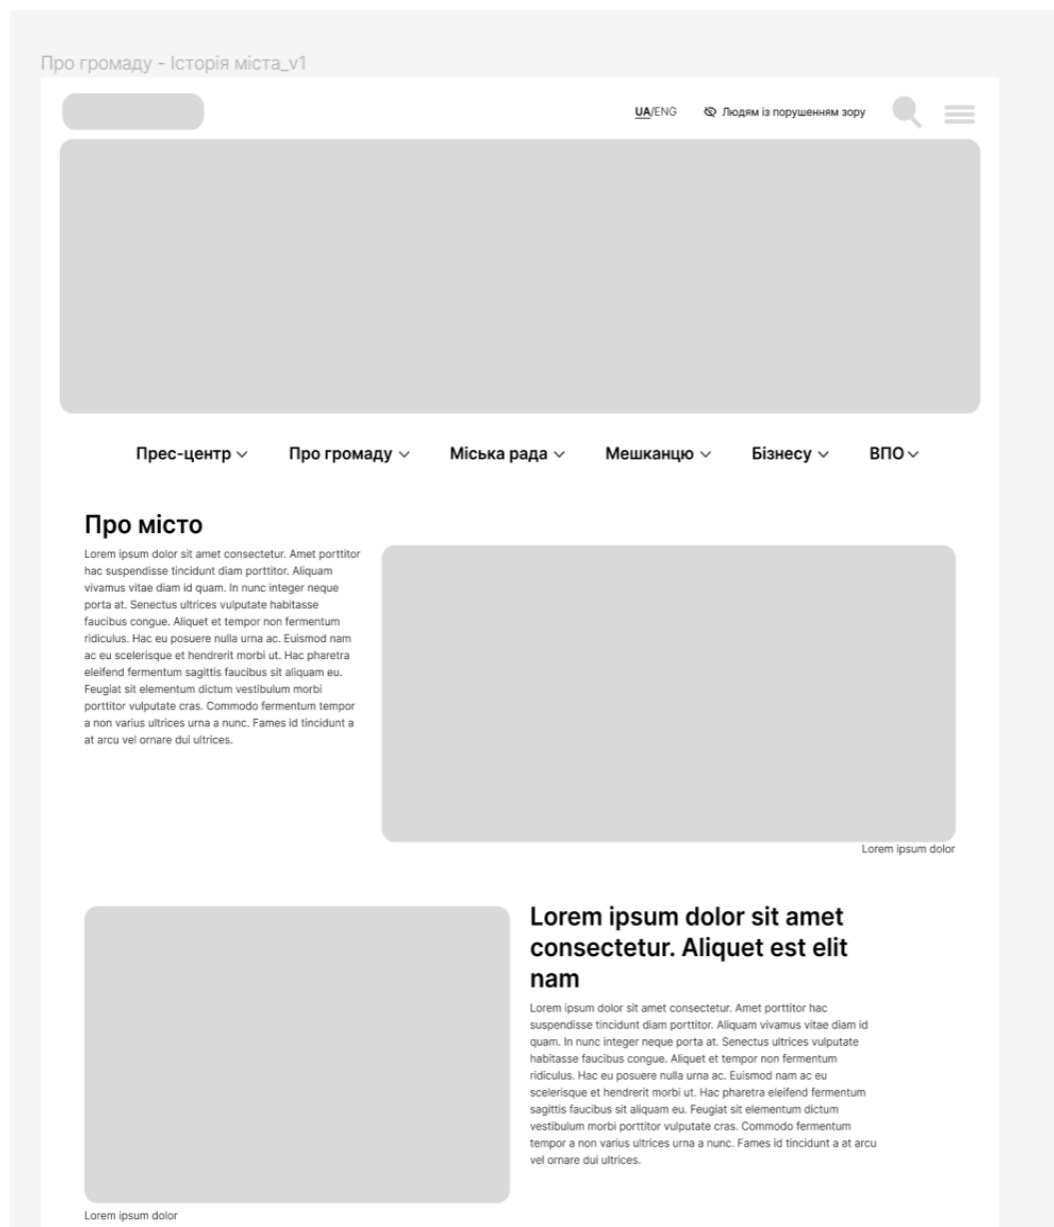 Про громаду - Історія міста_v1
UA/ENG
Людям із порушенням зору
Прес-центр
Про громаду
Міська рада
Мешканцю
Бізнесу
ВПО
Про місто
Lorem ipsum dolor sit amet consectetur. Amet porttitor
hac suspendisse tincidunt diam porttitor. Aliquam
vivamus vitae diam id quam. In nunc integer neque
porta at. Senectus ultrices vulputate habitasse
faucibus congue. Aliquet et tempor non fermentum
ridiculus. Hac eu posuere nulla urna ac. Euismod nam
ac eu scelerisque et hendrerit morbi ut. Hac pharetra
eleifend fermentum sagittis faucibus sit aliquam eu.
Feugiat sit elementum dictum vestibulum morbi
porttitor vulputate cras. Commodo fermentum tempor
a non varius ultrices urna a nunc. Fames id tincidunt a
at arcu vel ornare dui ultrices.
Lorem ipsum dolor
Lorem ipsum dolor sit amet
consectetur. Aliquet est elit
nam
Lorem ipsum dolor sit amet consectetur. Amet porttitor hac
suspendisse tincidunt diam porttitor. Aliquam vivamus vitae diam id
quam. In nunc integer neque porta at. Senectus ultrices vulputate
habitasse faucibus congue. Aliquet et tempor non fermentum
ridiculus. Hac eu posuere nulla urna ac. Euismod nam ac eu
scelerisque et hendrerit morbi ut. Hac pharetra eleifend fermentum
sagittis faucibus sit aliquam eu. Feugiat sit elementum dictum
vestibulum morbi porttitor vulputate cras. Commodo fermentum
tempor a non varius ultrices urna a nunc. Fames id tincidunt a at arcu
vel ornare dui ultrices.
Lorem ipsum dolor